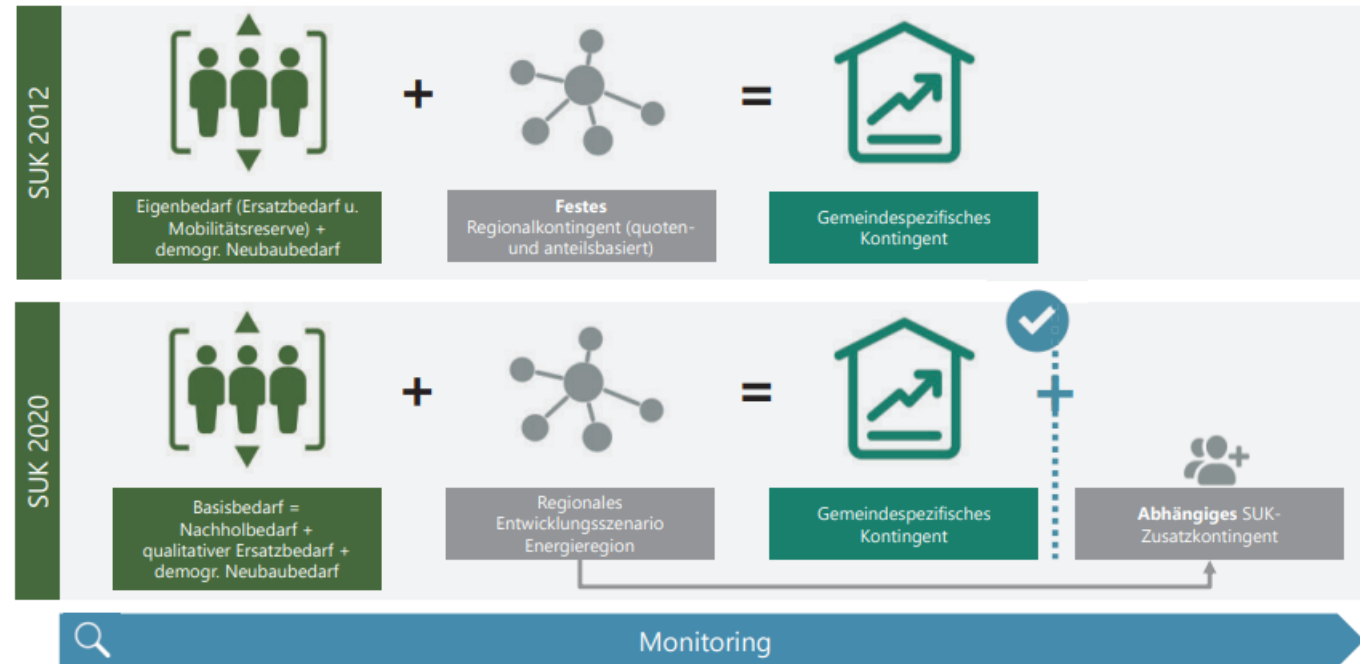 SUK 2012
+
=
Eigenbedarf (Ersatzbedarf u.
Mobilitätsreserve) +
demogr. Neubaubedarf
Festes
Regionalkontingent (quoten-
und anteilsbasiert)
Gemeindespezifisches
Kontingent
SUK 2020
+
=
+
Basisbedarf =
Nachholbedarf +
qualitativer Ersatzbedarf +
demogr. Neubaubedarf
Regionales
Entwicklungsszenario
Energieregion
Gemeindespezifisches
Kontingent
Abhängiges SUK-
Zusatzkontingent
Monitoring